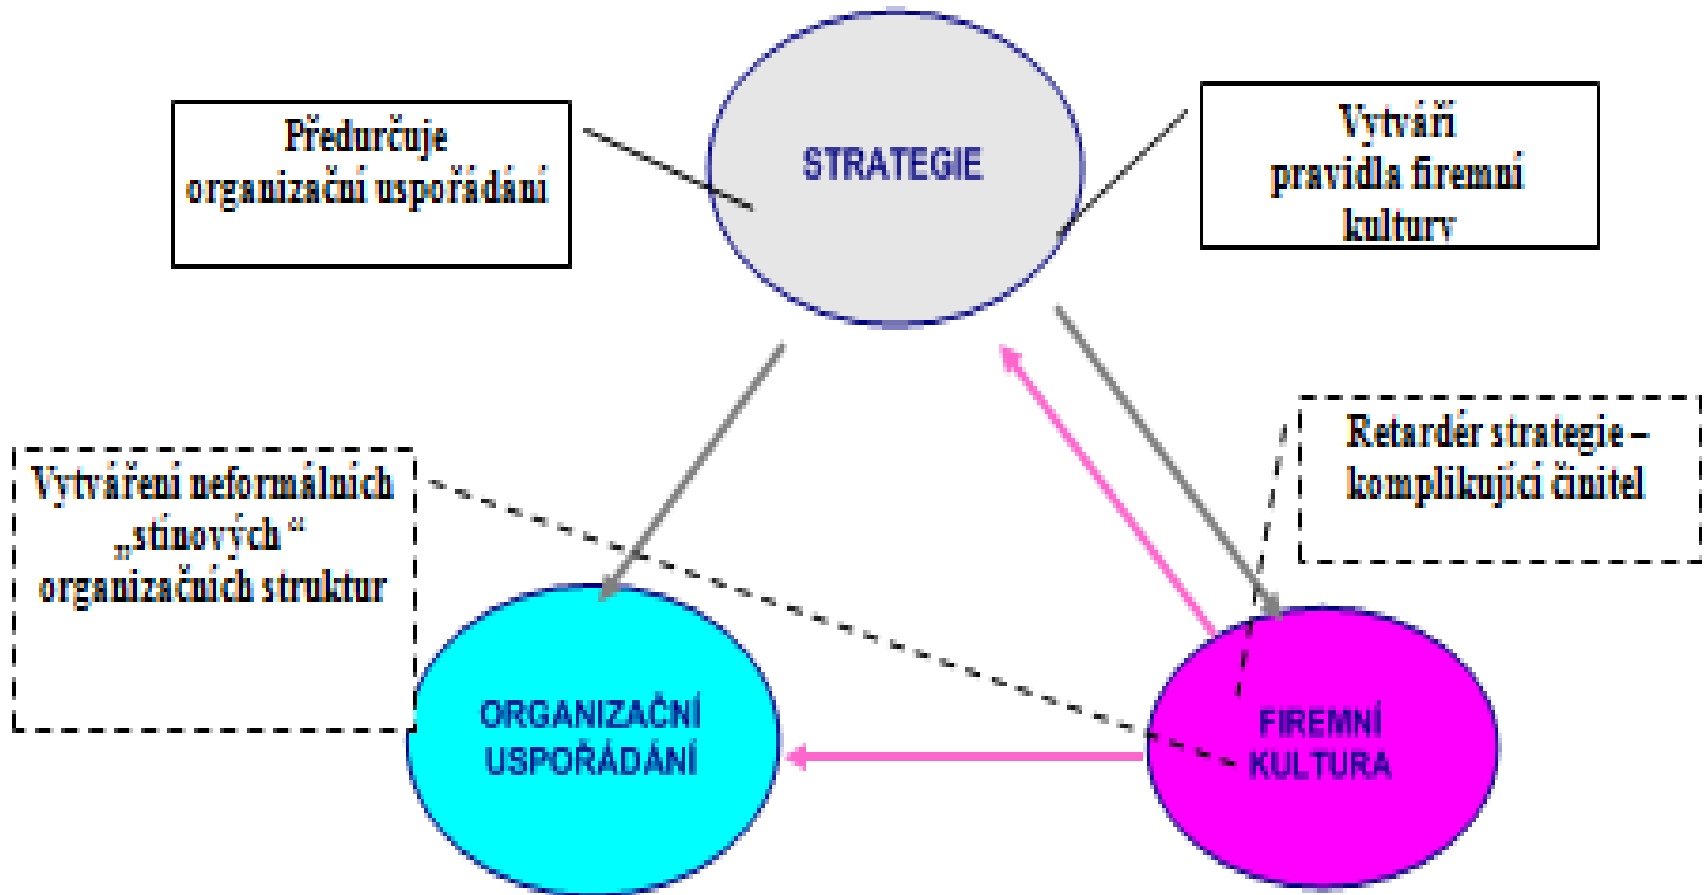 Předurčuje
organizační uspořádání
STRATEGIE
Vytváří
pravidla firemní
kultury
Vytváření neformálních
„stínových “
organizačních struktur
Retardér strategie –
komplikující činitel
ORGANIZAČNÍ
USPOŘÁDÁNÍ
FIREMNÍ
KULTURA